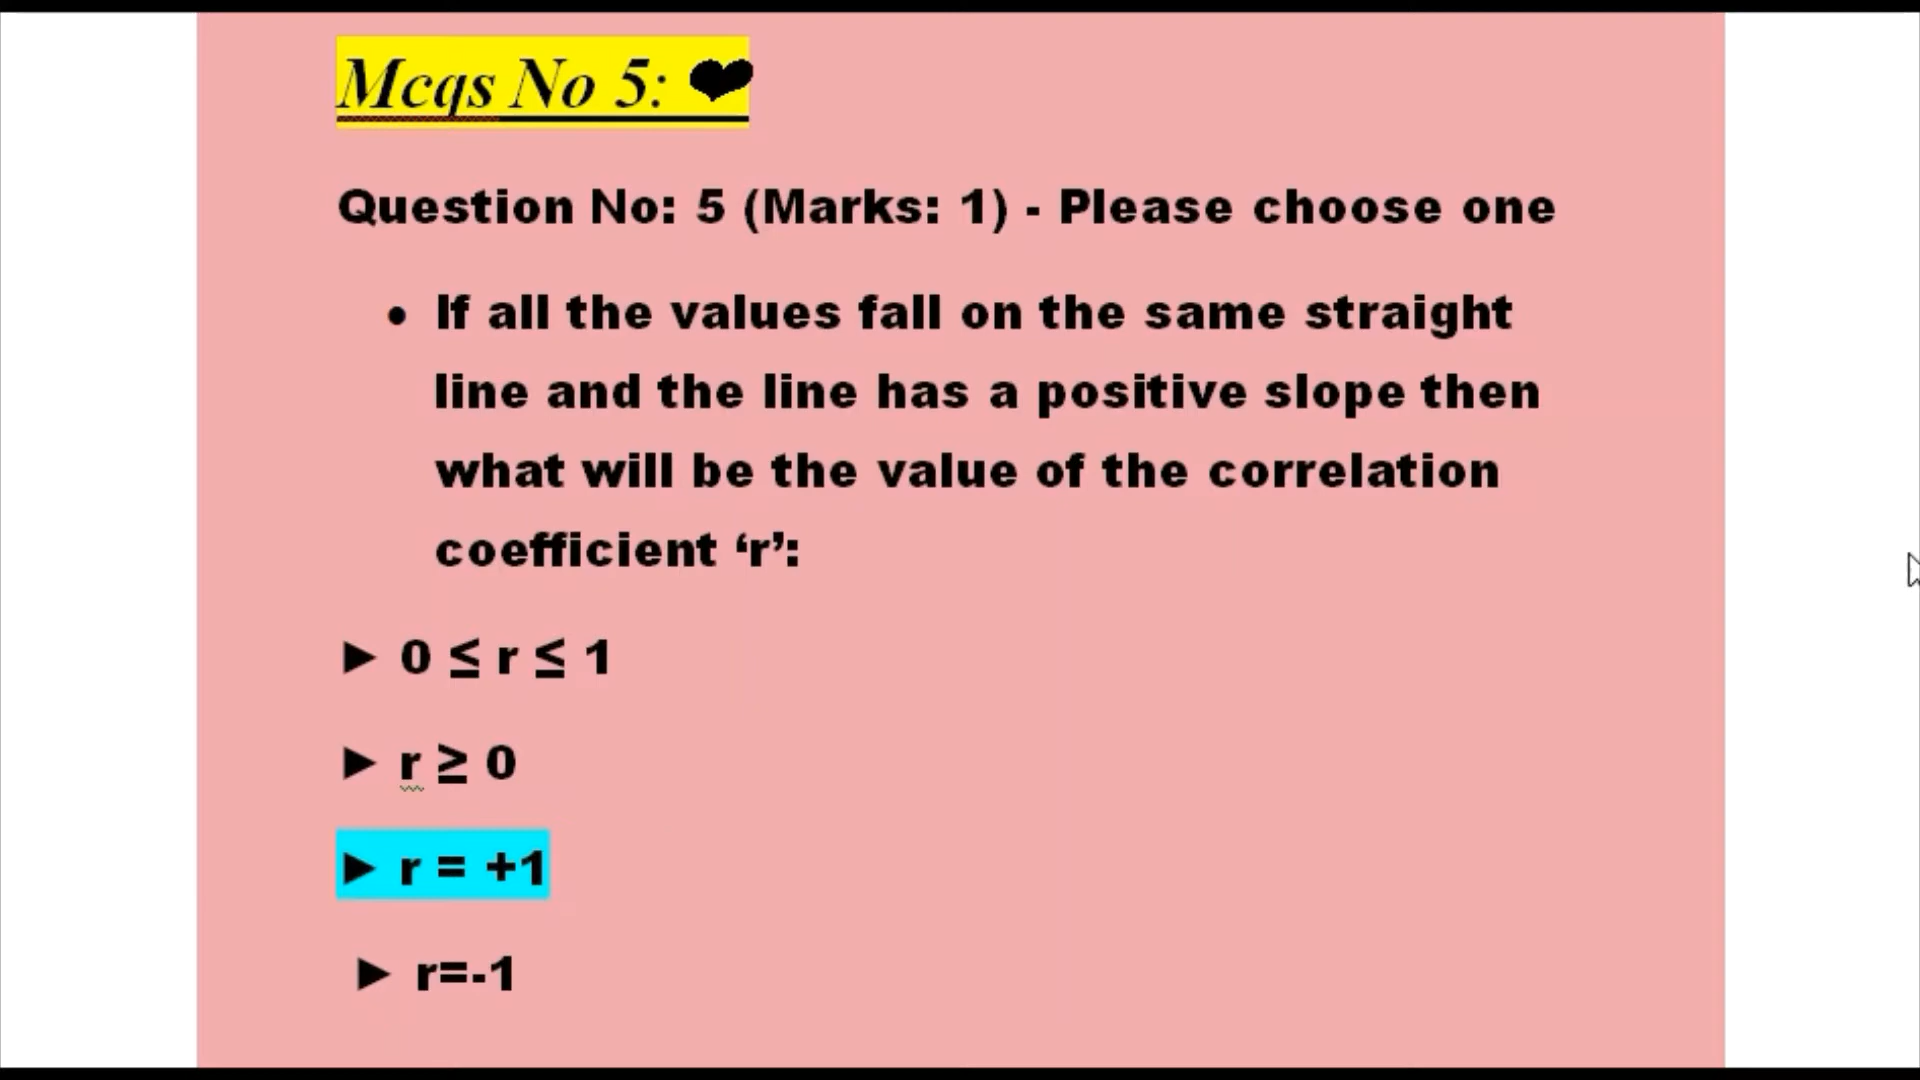 Mcqs No 5: ❤
Question No: 5 (Marks: 1) - Please choose one
• If all the values fall on the same straight
line and the line has a positive slope then
what will be the value of the correlation
coefficient ‘r’:
► 0 ≤ r ≤ 1
► r ≥ 0
► r = +1
► r=-1